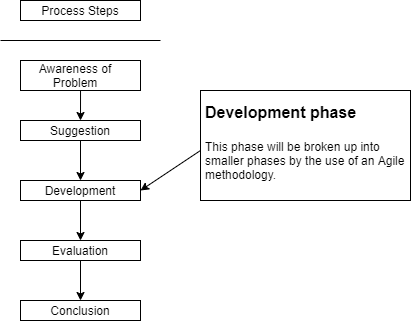 Process Steps
Awareness of
Problem
Suggestion
Development phase
This phase will be broken up into
smaller phases by the use of an Agile
methodology.
Development
Evaluation
Conclusion